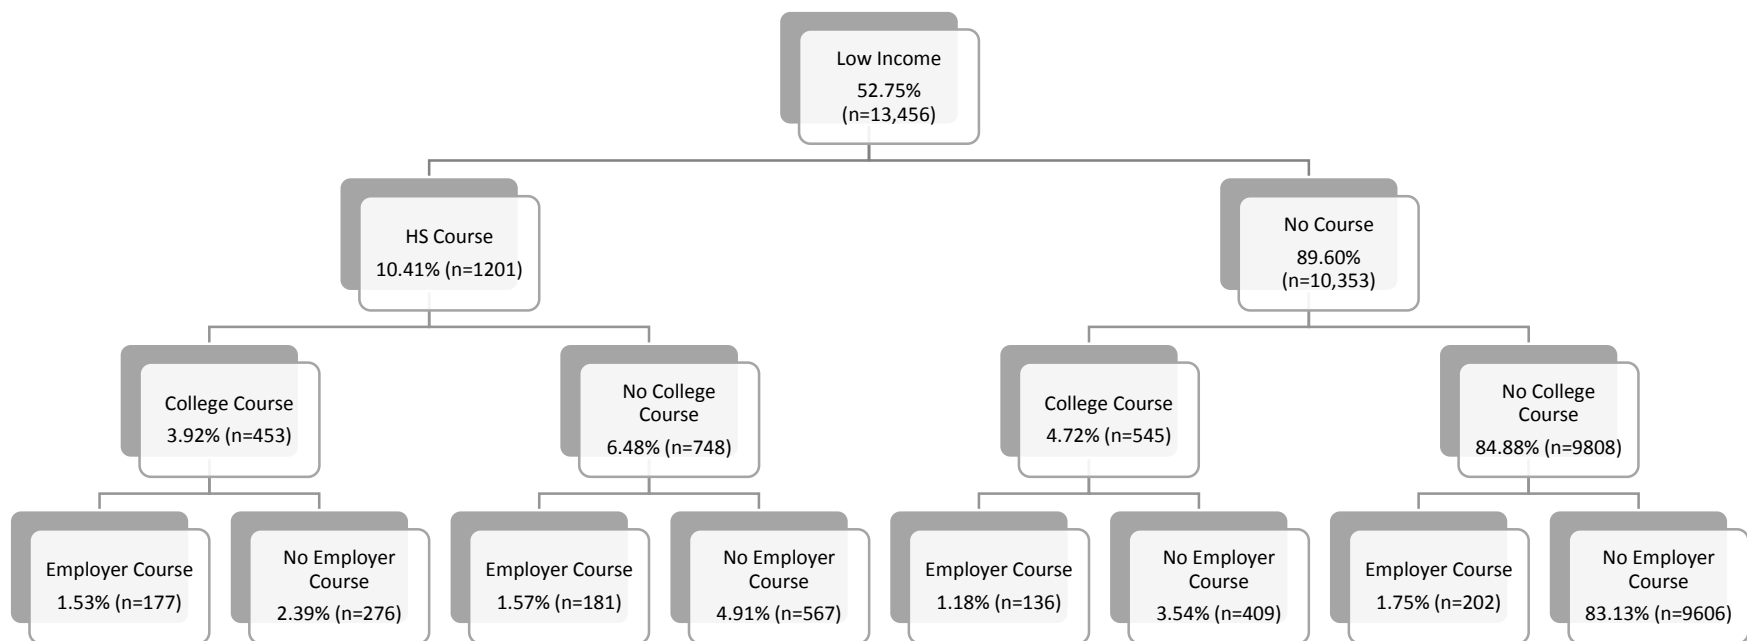 Low Income
52.75%
(n=13,456)
HS Course
10.41% (n=1201)
No Course
89.60%
(n=10,353)
College Course
3.92% (n=453)
No College
Course
6.48% (n=748)
College Course
4.72% (n=545)
No College
Course
84.88% (n=9808)
Employer Course
1.53% (n=177)
No Employer
Course
2.39% (n=276)
Employer Course
1.57% (n=181)
No Employer
Course
4.91% (n=567)
Employer Course
1.18% (n=136)
No Employer
Course
3.54% (n=409)
Employer Course
1.75% (n=202)
No Employer
Course
83.13% (n=9606)